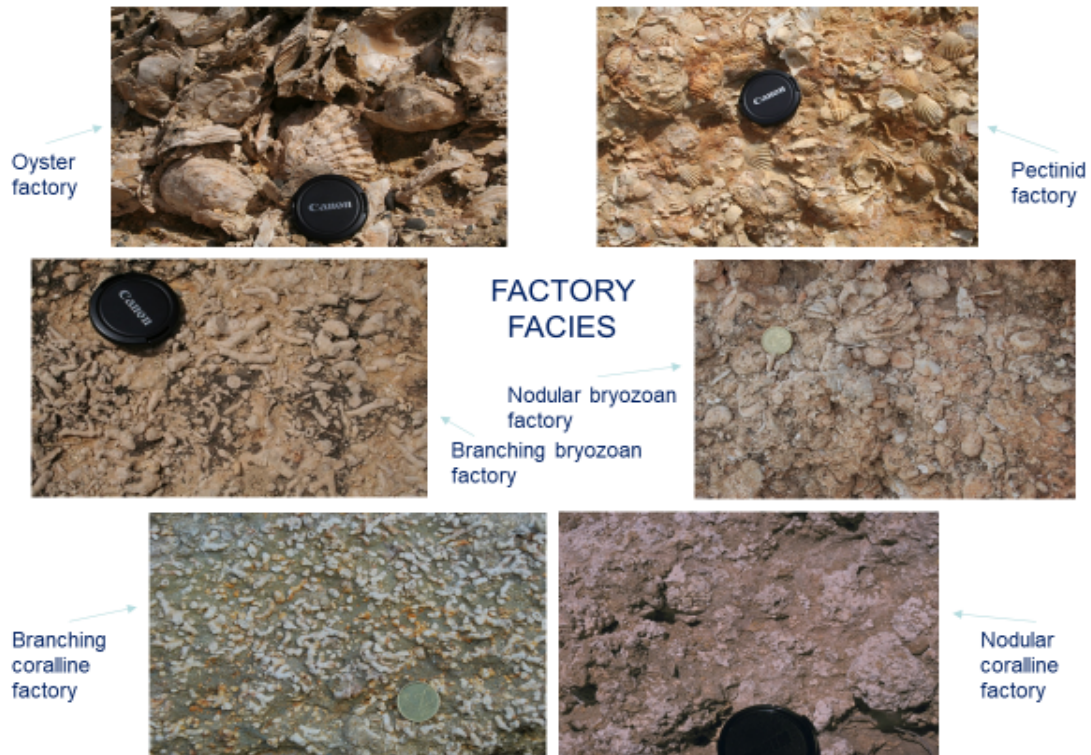 Canon
Canon
Oyster
factory
Pectinid
factory
Canon
FACTORY
FACIES
Nodular bryozoan
factory
Branching bryozoan
factory
Branching
coralline
factory
Nodular
coralline
factory